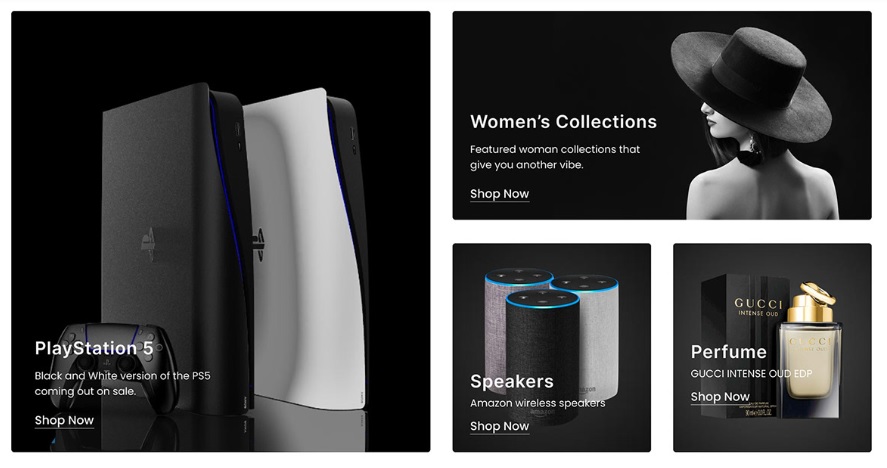 PlayStation 5
Black and White version of the PS5
coming out on sale.
Shop Now
Women’s Collections
Featured woman collections that
give you another vibe.
Shop Now
Speakers
Amazon wireless speakers
Shop Now
GUCCI
INTENSE OUD
Perfume
GUCCI INTENSE OUD EDP
Shop Now